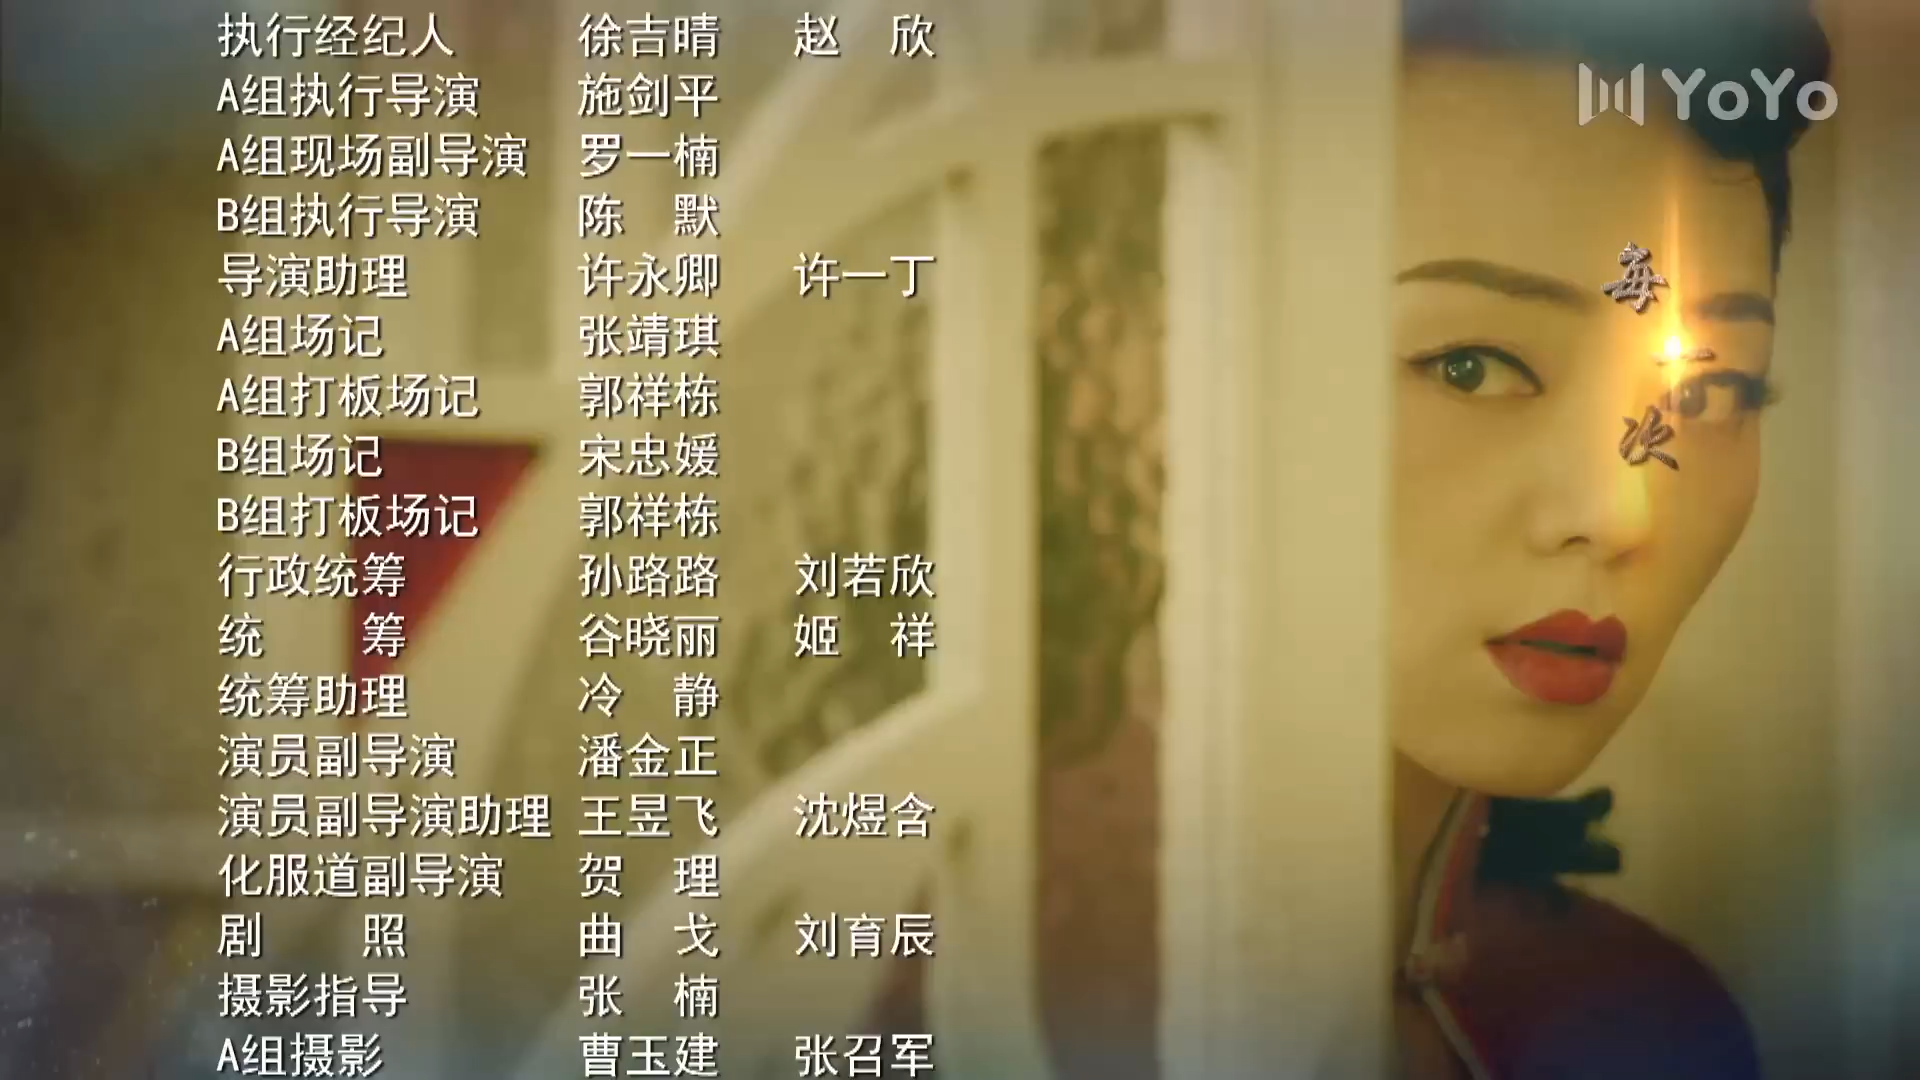 执行经纪人 徐吉晴 赵 欣
A组执行导演 施剑平
A组现场副导演 罗一楠
B组执行导演 陈 默
导演助理 许永卿 许一丁
A组场记 张靖琪
A组打板场记 郭祥栋
B组场记 宋忠媛
B组打板场记 郭祥栋
行政统筹 孙路路 刘若欣
统 筹 谷晓丽 姬 祥
统筹助理 冷 静
演员副导演 潘金正
演员副导演助理 王昱飞 沈煜含
化服道副导演 贺 理
剧 照 曲 戈 刘育辰
摄影指导 张 楠
A组摄影 曹玉建 张召军
YoYo
每一次